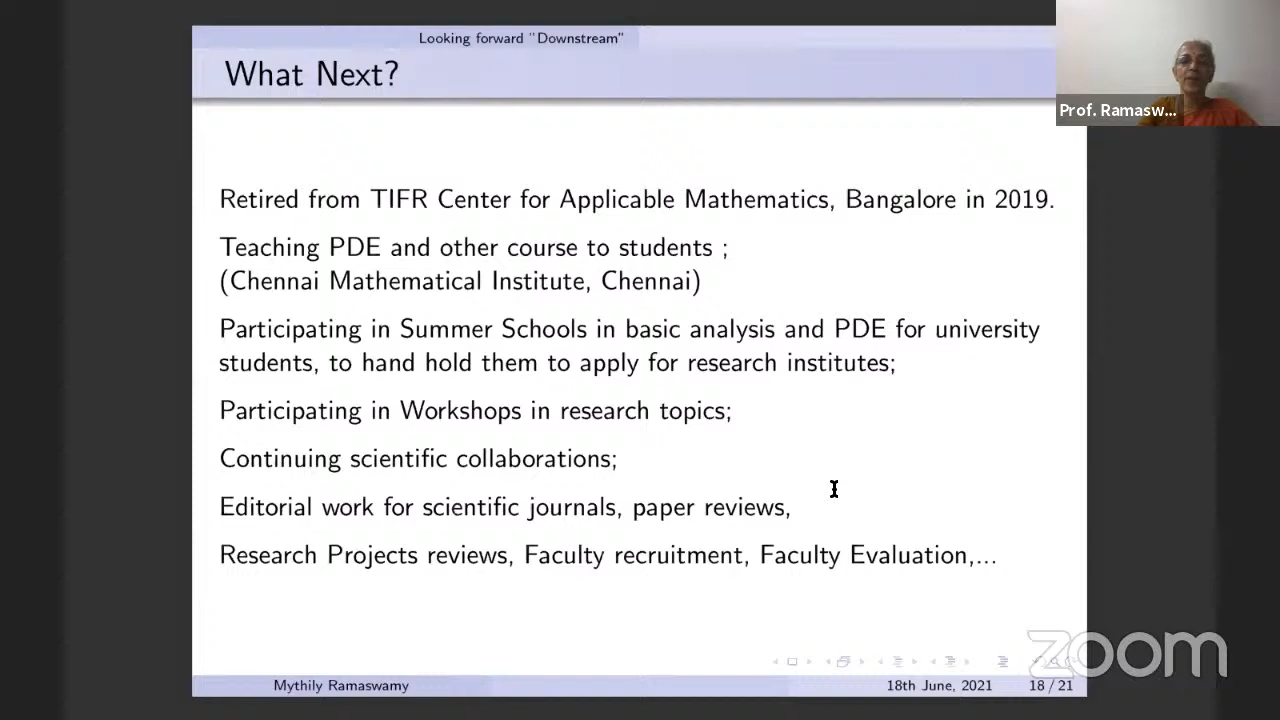 Looking forward "Downstream"
What Next?
Prof. Ramasw...
Retired from TIFR Center for Applicable Mathematics, Bangalore in 2019.
Teaching PDE and other course to students ;
(Chennai Mathematical Institute, Chennai)
Participating in Summer Schools in basic analysis and PDE for university
students, to hand hold them to apply for research institutes;
Participating in Workshops in research topics;
Continuing scientific collaborations;
Editorial work for scientific journals, paper reviews,
Research Projects reviews, Faculty recruitment, Faculty Evaluation,...
zoom
Mythily Ramaswamy
18th June, 2021
18 / 21